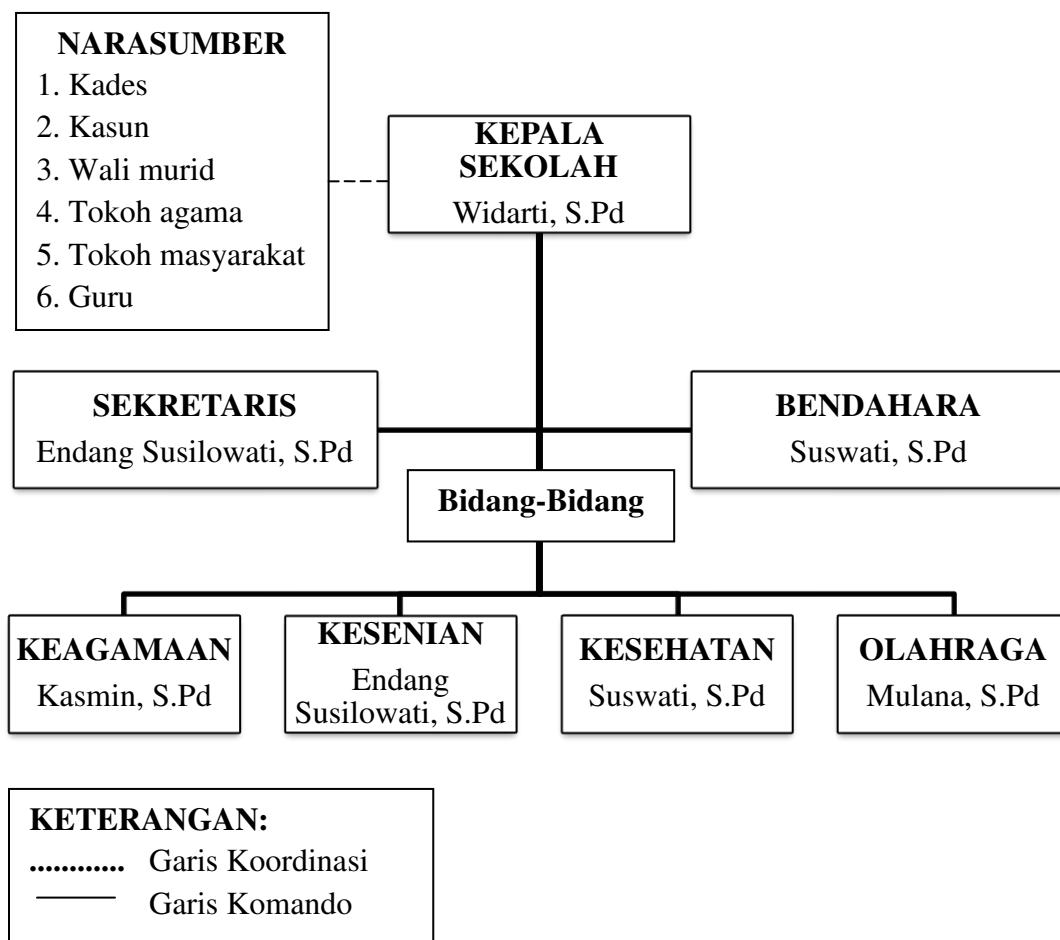 NARASUMBER
1. Kades
2. Kasun
3. Wali murid
4. Tokoh agama
5. Tokoh masyarakat
6. Guru
KEPALA
SEKOLAH
Widarti, S.Pd
SEKRETARIS
Endang Susilowati, S.Pd
BENDAHARA
Suswati, S.Pd
Bidang-Bidang
KEAGAMAAN
Kasmin, S.Pd
KESENIAN
Endang
Susilowati, S.Pd
KESEHATAN
Suswati, S.Pd
OLAHRAGA
Mulana, S.Pd
KETERANGAN:
............ Garis Koordinasi
Garis Komando